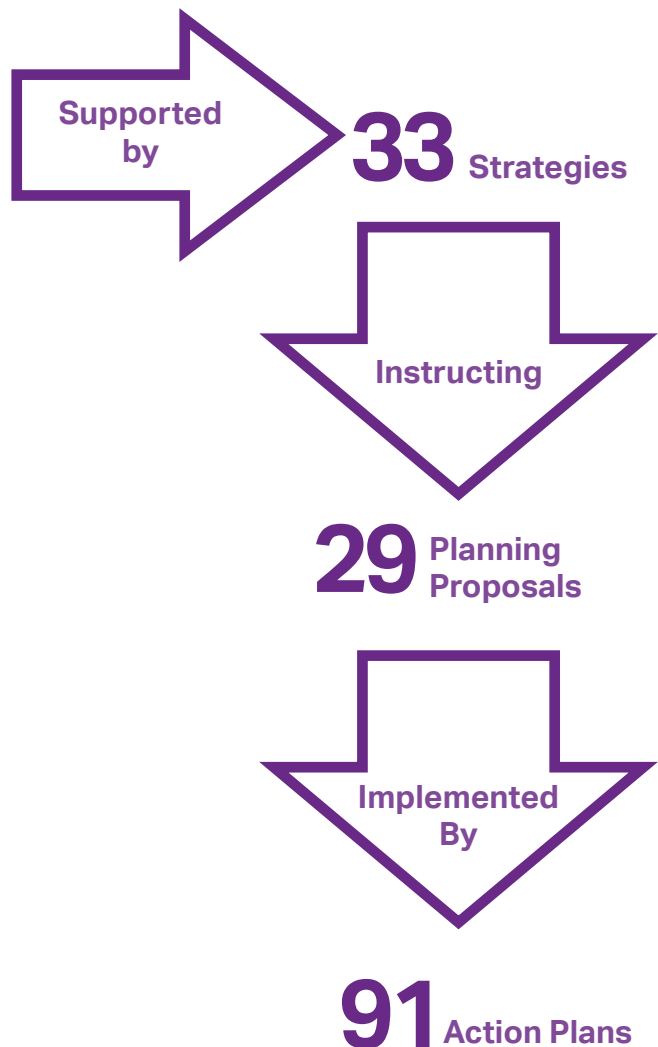 Supported
by
33 Strategies
Instructing
29 Planning
Proposals
Implemented
By
91 Action Plans